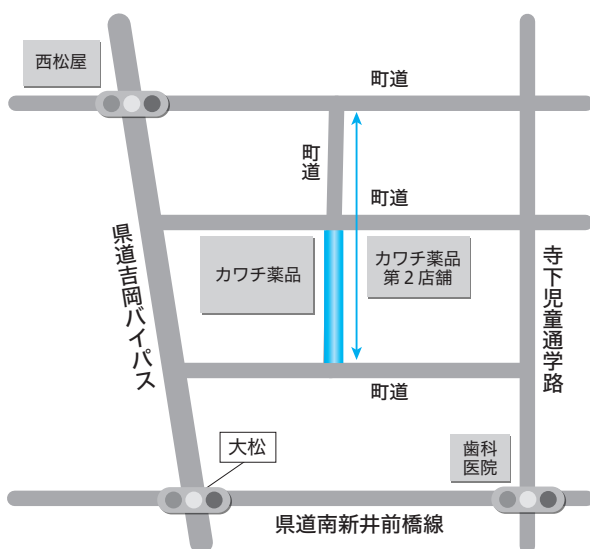 西松屋
町道
町道
町道
カワチ薬品
カワチ薬品
第2店舗
県道吉岡バイパス
寺下児童通学路
町道
大松
歯科
医院
県道南新井前橋線